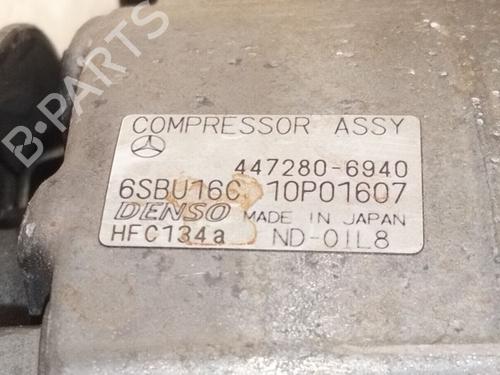 B-PARTS
COMPRESSOR ASSY
447280-6940
6SBU16C 10P01607
DENSO MADE IN JAPAN
HFC134a ND-OIL8